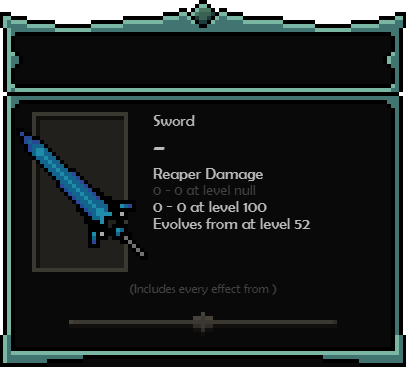 Sword
–
Reaper Damage
0 - 0 at level null
0 - 0 at level 100
Evolves from at level 52
(Includes every effect from )